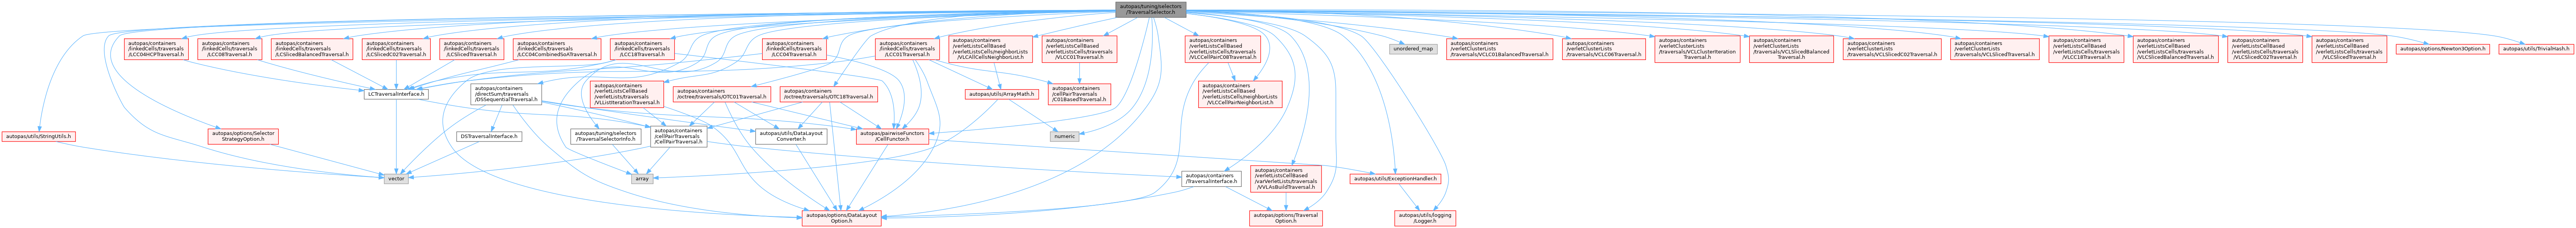 autopas/tuning/selectors
/TraversalSelector.h
autopas/containers
/linkedCells/traversals
/LCC04HCPTraversal.h
autopas/containers
/linkedCells/traversals
/LCC08Traversal.h
autopas/containers
/linkedCells/traversals
/LCSlicedBalancedTraversal.h
autopas/containers
/linkedCells/traversals
/LCSlicedC02Traversal.h
autopas/containers
/linkedCells/traversals
/LCSlicedTraversal.h
autopas/containers
/linkedCells/traversals
/LCC04CombinedSoATraversal.h
autopas/containers
/linkedCells/traversals
/LCC18Traversal.h
autopas/containers
/linkedCells/traversals
/LCC04Traversal.h
autopas/containers
/linkedCells/traversals
/LCC01Traversal.h
autopas/containers
/verletListsCellBased
/verletListsCells/neighborLists
/VLCAllCellsNeighborList.h
autopas/containers
/verletListsCellBased
/verletListsCells/traversals
/VLCC01Traversal.h
autopas/containers
/verletListsCellBased
/verletListsCells/traversals
/VLCCellPairC08Traversal.h
unordered_map
autopas/containers
/verletClusterLists
/traversals/VCLC01BalancedTraversal.h
autopas/containers
/verletClusterLists
/traversals/VCLC06Traversal.h
autopas/containers
/verletClusterLists
/traversals/VCLClusterIteration
Traversal.h
autopas/containers
/verletClusterLists
/traversals/VCLSlicedBalanced
Traversal.h
autopas/containers
/verletClusterLists
/traversals/VCLSlicedC02Traversal.h
autopas/containers
/verletClusterLists
/traversals/VCLSlicedTraversal.h
autopas/containers
/verletListsCellBased
/verletListsCells/traversals
/VLCC18Traversal.h
autopas/containers
/verletListsCellBased
/verletListsCells/traversals
/VLCSlicedBalancedTraversal.h
autopas/containers
/verletListsCellBased
/verletListsCells/traversals
/VLCSlicedC02Traversal.h
autopas/containers
/verletListsCellBased
/verletListsCells/traversals
/VLCSlicedTraversal.h
autopas/options/Newton3Option.h
autopas/utils/TrivialHash.h
LCTraversalInterface.h
autopas/containers
/directSum/traversals
/DSSequentialTraversal.h
autopas/containers
/verletListsCellBased
/verletLists/traversals
/VLListIterationTraversal.h
autopas/containers
/octree/traversals/OTC01Traversal.h
autopas/containers
/octree/traversals/OTC18Traversal.h
autopas/utils/ArrayMath.h
autopas/containers
/cellPairTraversals
/C01BasedTraversal.h
autopas/containers
/verletListsCellBased
/verletListsCells/neighborLists
/VLCCellPairNeighborList.h
autopas/utils/StringUtils.h
autopas/options/Selector
StrategyOption.h
DSTraversalInterface.h
autopas/tuning/selectors
/TraversalSelectorInfo.h
autopas/containers
/cellPairTraversals
/CellPairTraversal.h
autopas/utils/DataLayout
Converter.h
autopas/pairwiseFunctors
/CellFunctor.h
numeric
vector
array
autopas/containers
/TraversalInterface.h
autopas/containers
/verletListsCellBased
/varVerletLists/traversals
/VVLAsBuildTraversal.h
autopas/utils/ExceptionHandler.h
autopas/options/DataLayout
Option.h
autopas/options/Traversal
Option.h
autopas/utils/logging
/Logger.h